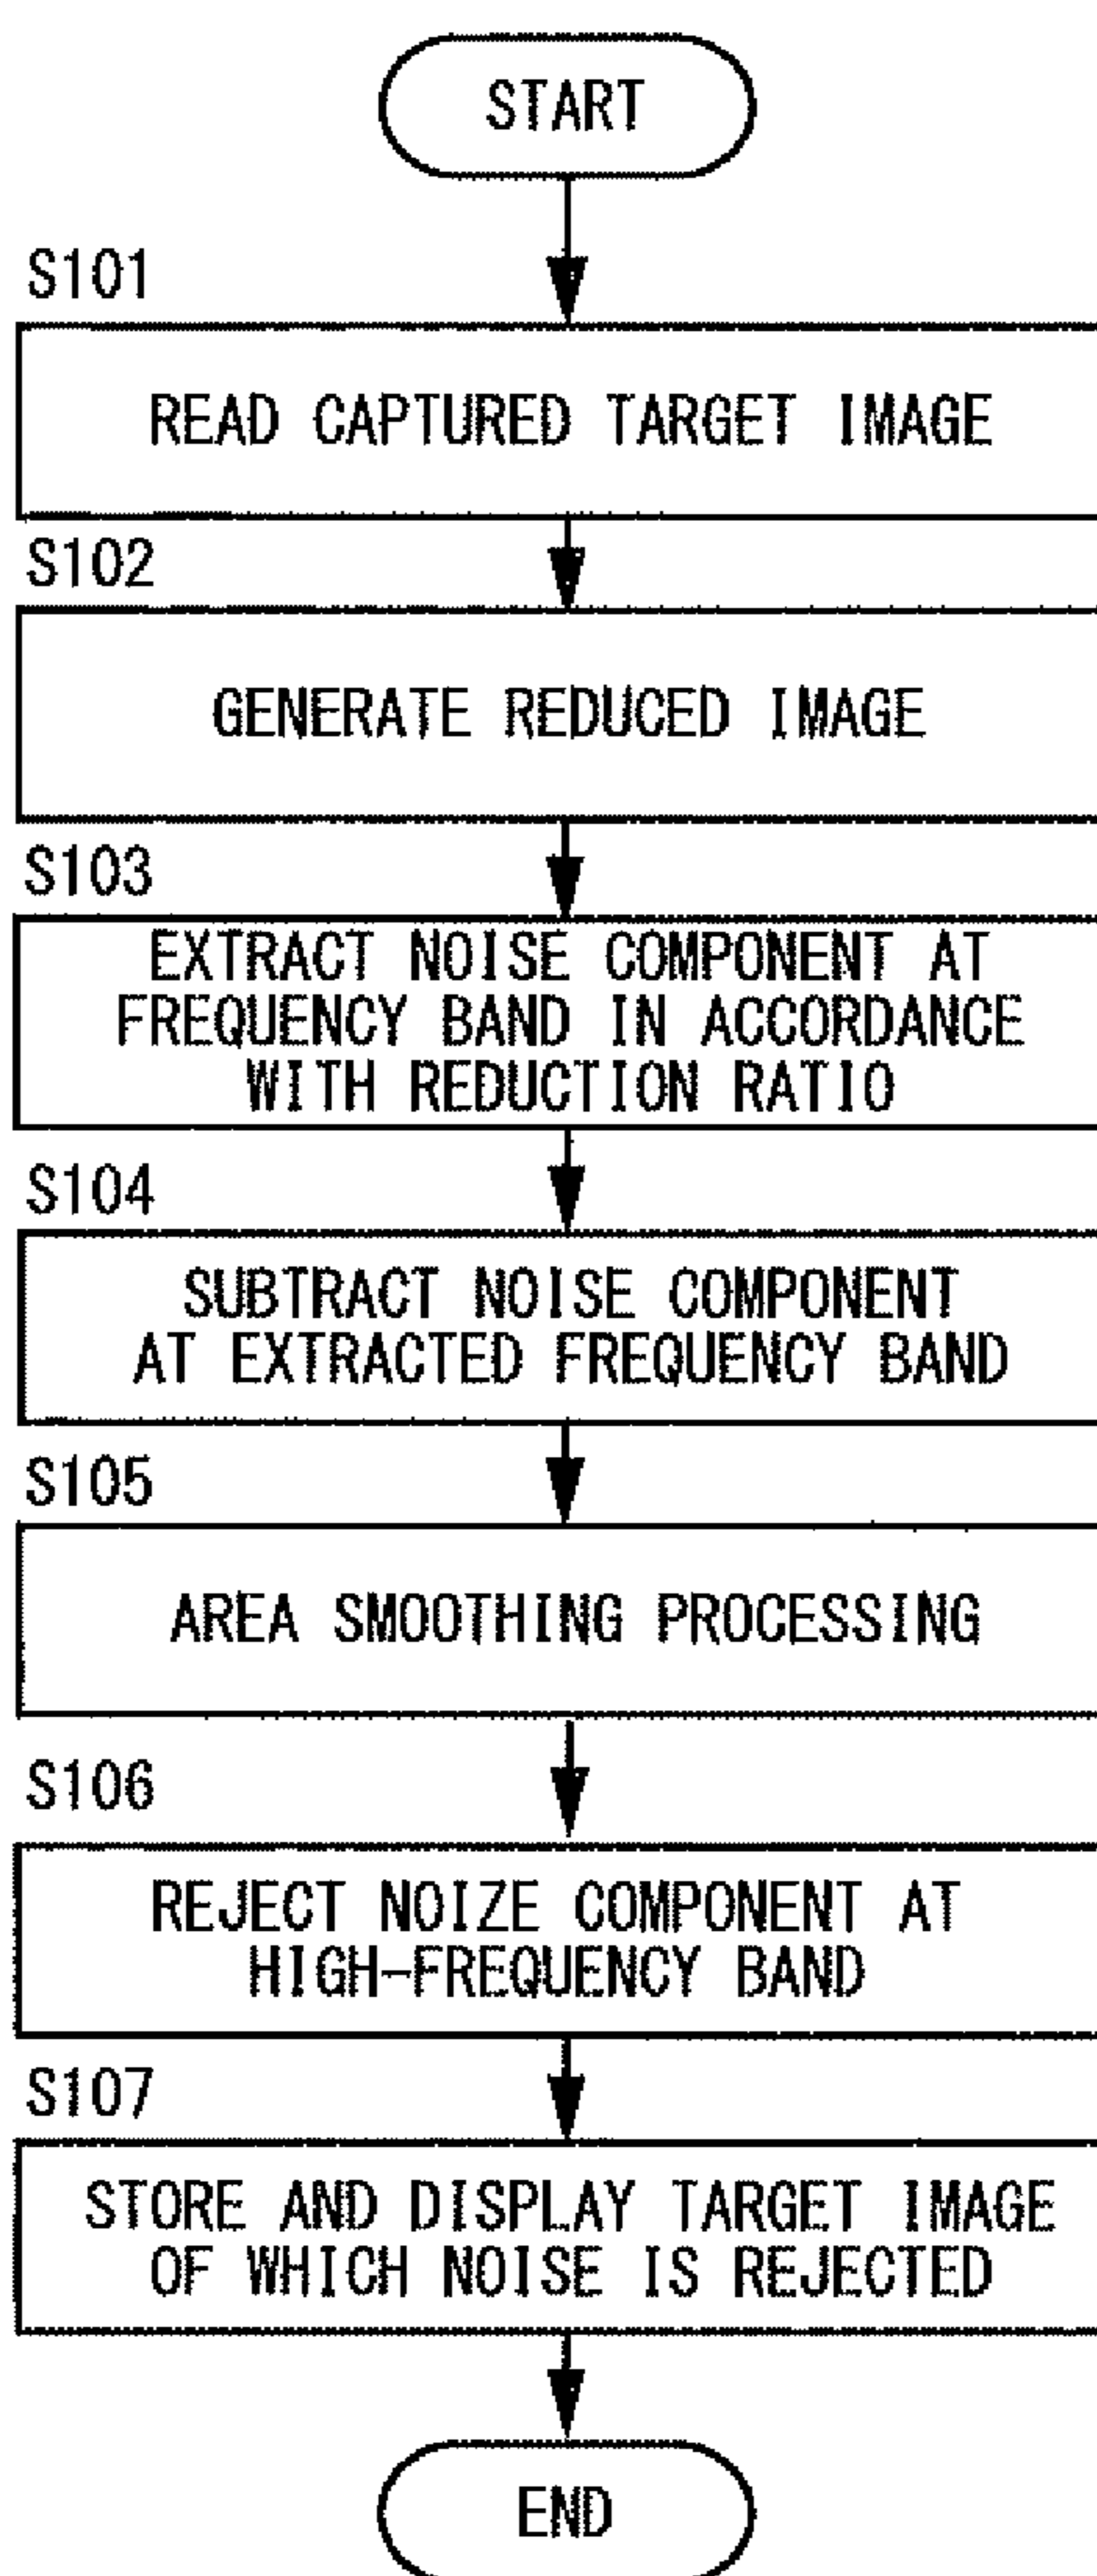 START
S101
READ CAPTURED TARGET IMAGE
S102
GENERATE REDUCED IMAGE
S103
EXTRACT NOISE COMPONENT AT
FREQUENCY BAND IN ACCORDANCE
WITH REDUCTION RATIO
S104
SUBTRACT NOISE COMPONENT
AT EXTRACTED FREQUENCY BAND
S105
AREA SMOOTHING PROCESSING
S106
REJECT NOIZE COMPONENT AT
HIGH-FREQUENCY BAND
S107
STORE AND DISPLAY TARGET IMAGE
OF WHICH NOISE IS REJECTED
END